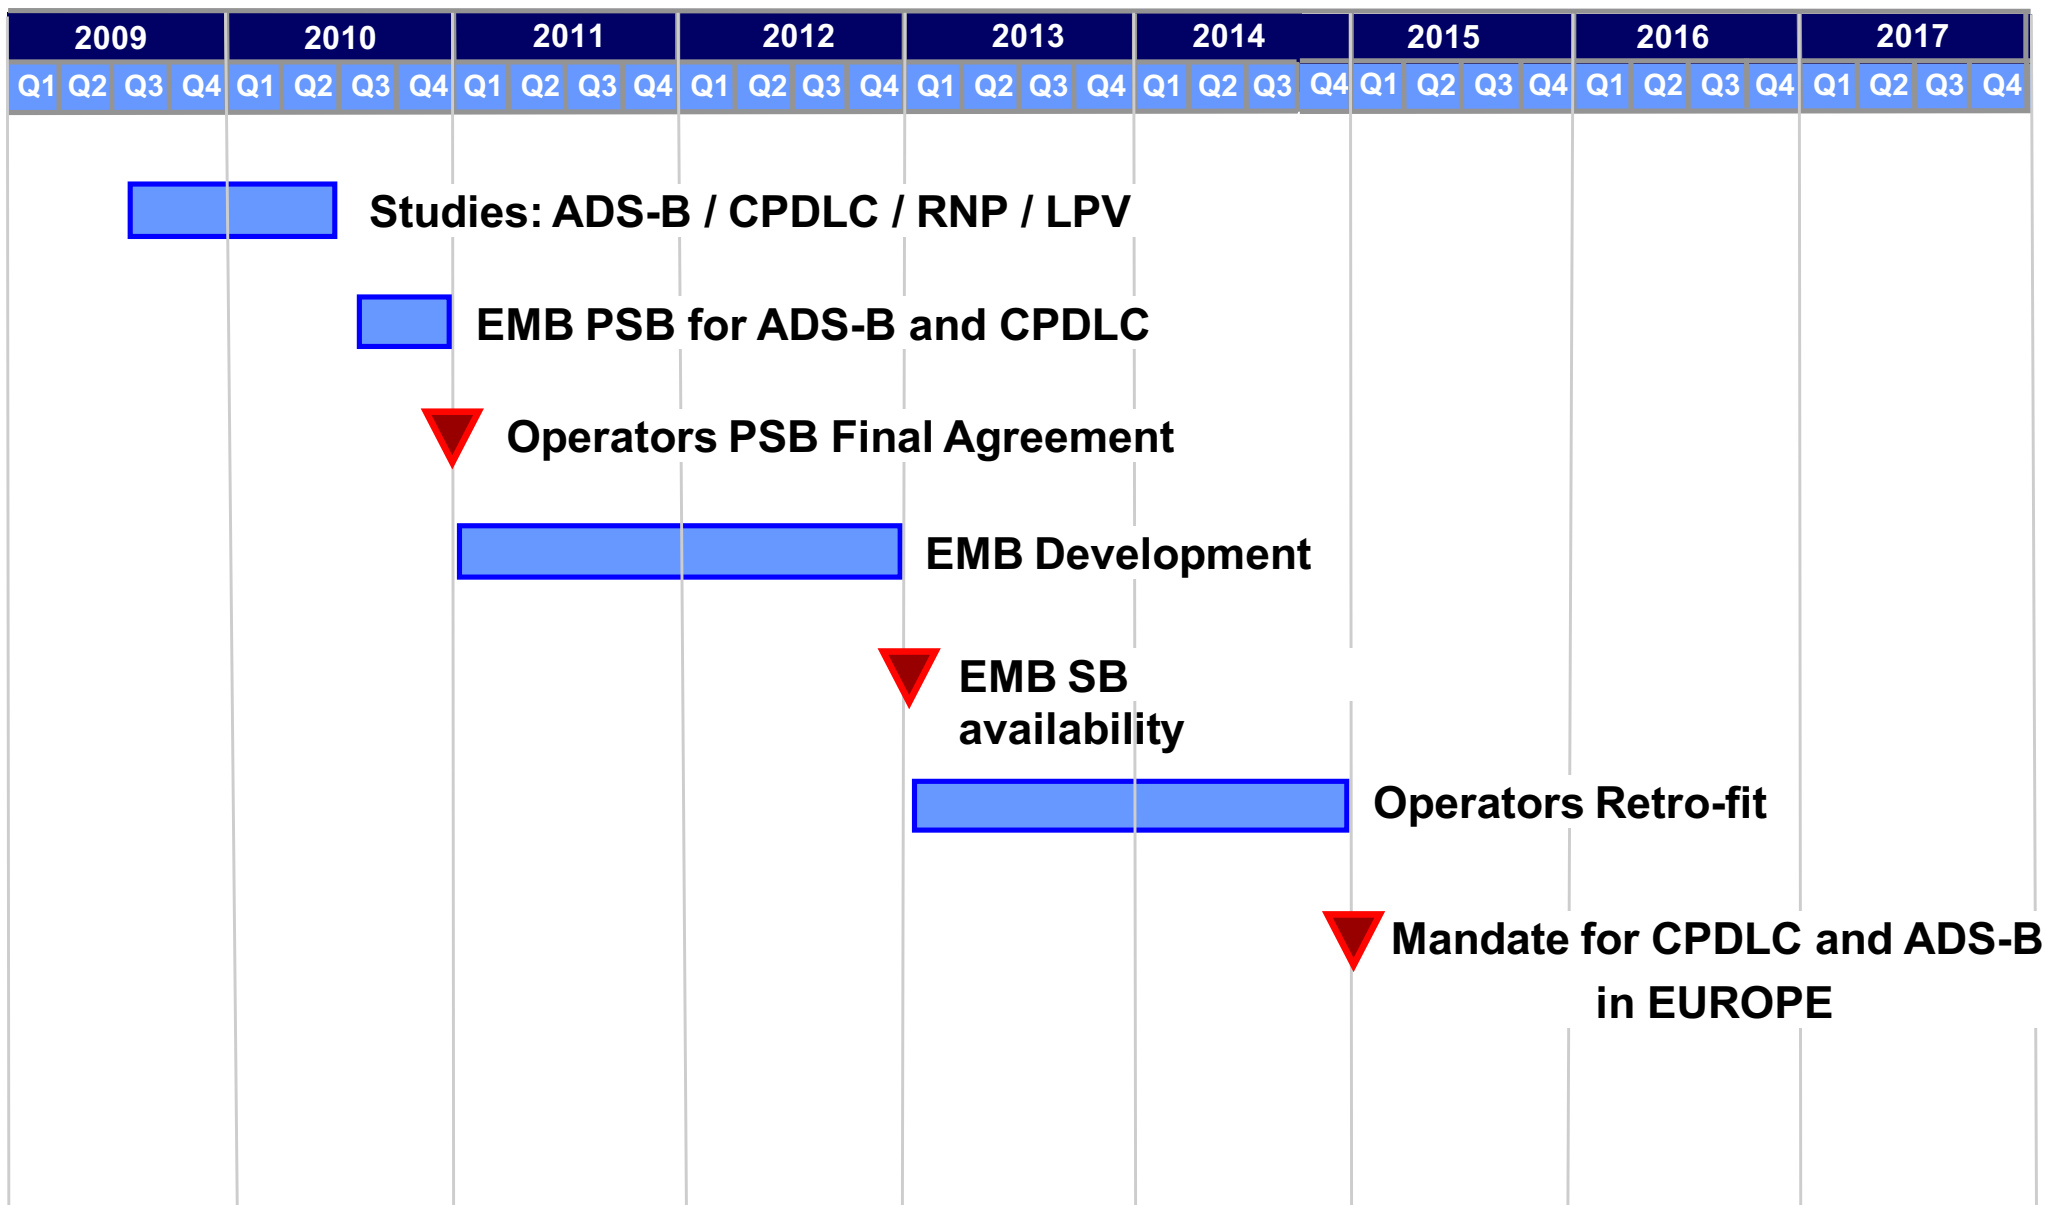 2009 2010 2011 2012 2013 2014 2015 2016 2017
Q1 Q2 Q3 Q4 Q1 Q2 Q3 Q4 Q1 Q2 Q3 Q4 Q1 Q2 Q3 Q4 Q1 Q2 Q3 Q4 Q1 Q2 Q3 Q4 Q1 Q2 Q3 Q4 Q1 Q2 Q3 Q4 Q1 Q2 Q3 Q4
Studies: ADS-B / CPDLC / RNP / LPV
EMB PSB for ADS-B and CPDLC
Operators PSB Final Agreement
EMB Development
EMB SB
availability
Operators Retro-fit
Mandate for CPDLC and ADS-B
in EUROPE